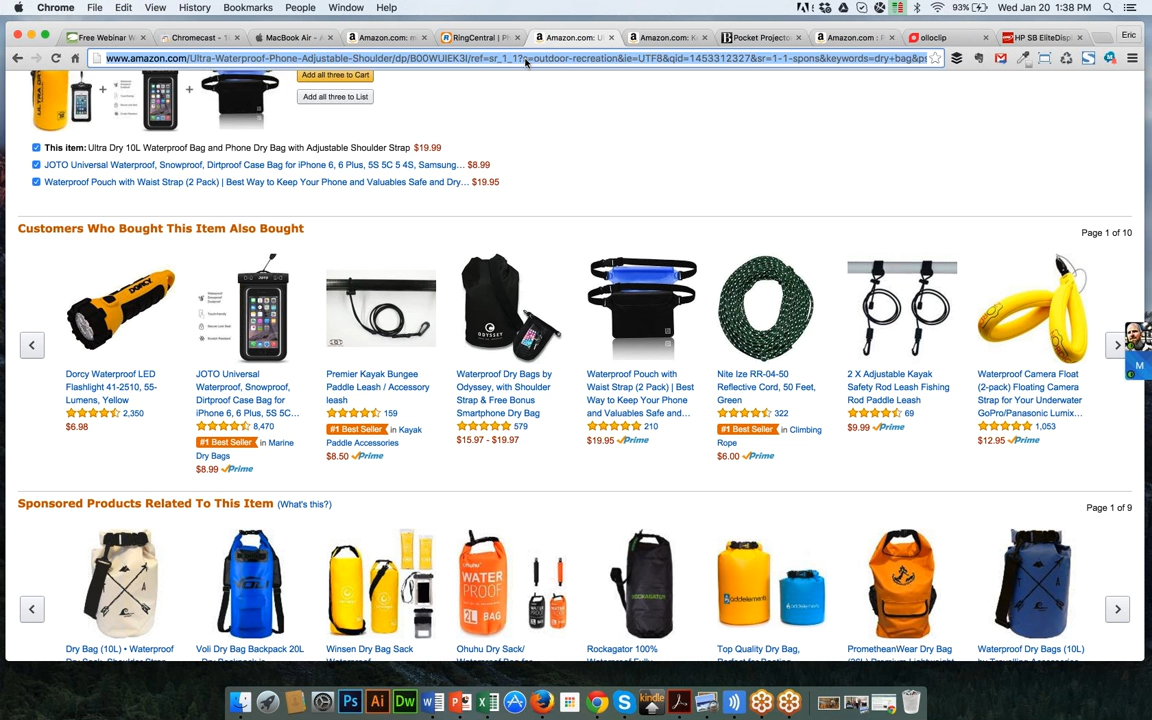 Chrome File Edit View History Bookmarks People Window Help
93% Wed Jan 20 1:38 PM
Free Webinar W Chromecast - 1 MacBook Air - A Amazon.com: m RingCentral | Ph Amazon.com: Ul Amazon.com: Ke Pocket Projector Amazon.com : P olloclip HP SB EliteDisp Eric
www.amazon.com/Ultra-Waterproof-Phone-Adjustable-Shoulder/dp/B00WUIEK3I/ref=sr_1_1?s=outdoor-recreation&ie=UTF8&qid=1453312327&sr=1-1-spons&keywords=dry+bag&ps
Add all three to Cart
Add all three to List
This item: Ultra Dry 10L Waterproof Bag and Phone Dry Bag with Adjustable Shoulder Strap $19.99
JOTO Universal Waterproof, Snowproof, Dirtproof Case Bag for iPhone 6, 6 Plus, 5S 5C 5 4S, Samsung… $8.99
Waterproof Pouch with Waist Strap (2 Pack) | Best Way to Keep Your Phone and Valuables Safe and Dry… $19.95
Customers Who Bought This Item Also Bought
Page 1 of 10
Dorcy Waterproof LED
Flashlight 41-2510, 55-
Lumens, Yellow
2,350
$6.98
JOTO Universal
Waterproof, Snowproof,
Dirtproof Case Bag for
iPhone 6, 6 Plus, 5S 5C...
8,470
#1 Best Seller in Marine
Dry Bags
$8.99 Prime
Premier Kayak Bungee
Paddle Leash / Accessory
leash
159
#1 Best Seller in Kayak
Paddle Accessories
$8.50 Prime
ODYSSEY
Waterproof Dry Bags by
Odyssey, with Shoulder
Strap & Free Bonus
Smartphone Dry Bag
579
$15.97 - $19.97
Waterproof Pouch with
Waist Strap (2 Pack) | Best
Way to Keep Your Phone
and Valuables Safe and…
210
$19.95 Prime
Nite Ize RR-04-50
Reflective Cord, 50 Feet,
Green
322
#1 Best Seller in Climbing
Rope
$6.00 Prime
2 X Adjustable Kayak
Safety Rod Leash Fishing
Rod Paddle Leash
69
$9.99 Prime
Waterproof Camera Float
(2-pack) Floating Camera
Strap for Your Underwater
GoPro/Panasonic Lumix…
1,053
$12.95 Prime
M
Sponsored Products Related To This Item (What's this?)
Page 1 of 9
WATER
PROOF
2L BAG
ROCKAGATOR
Dry Bag (10L) • Waterproof
Voli Dry Bag Backpack 20L
Winsen Dry Bag Sack
Ohuhu Dry Sack/
Rockagator 100%
Top Quality Dry Bag,
PrometheanWear Dry Bag
Waterproof Dry Bags (10L)
Ps Ai Dw kindle